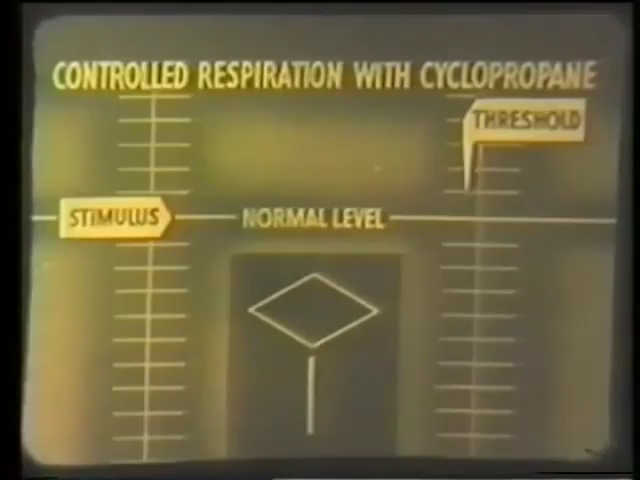 CONTROLLED RESPIRATION WITH CYCLOPROPANE
THRESHOLD
STIMULUS
NORMAL LEVEL